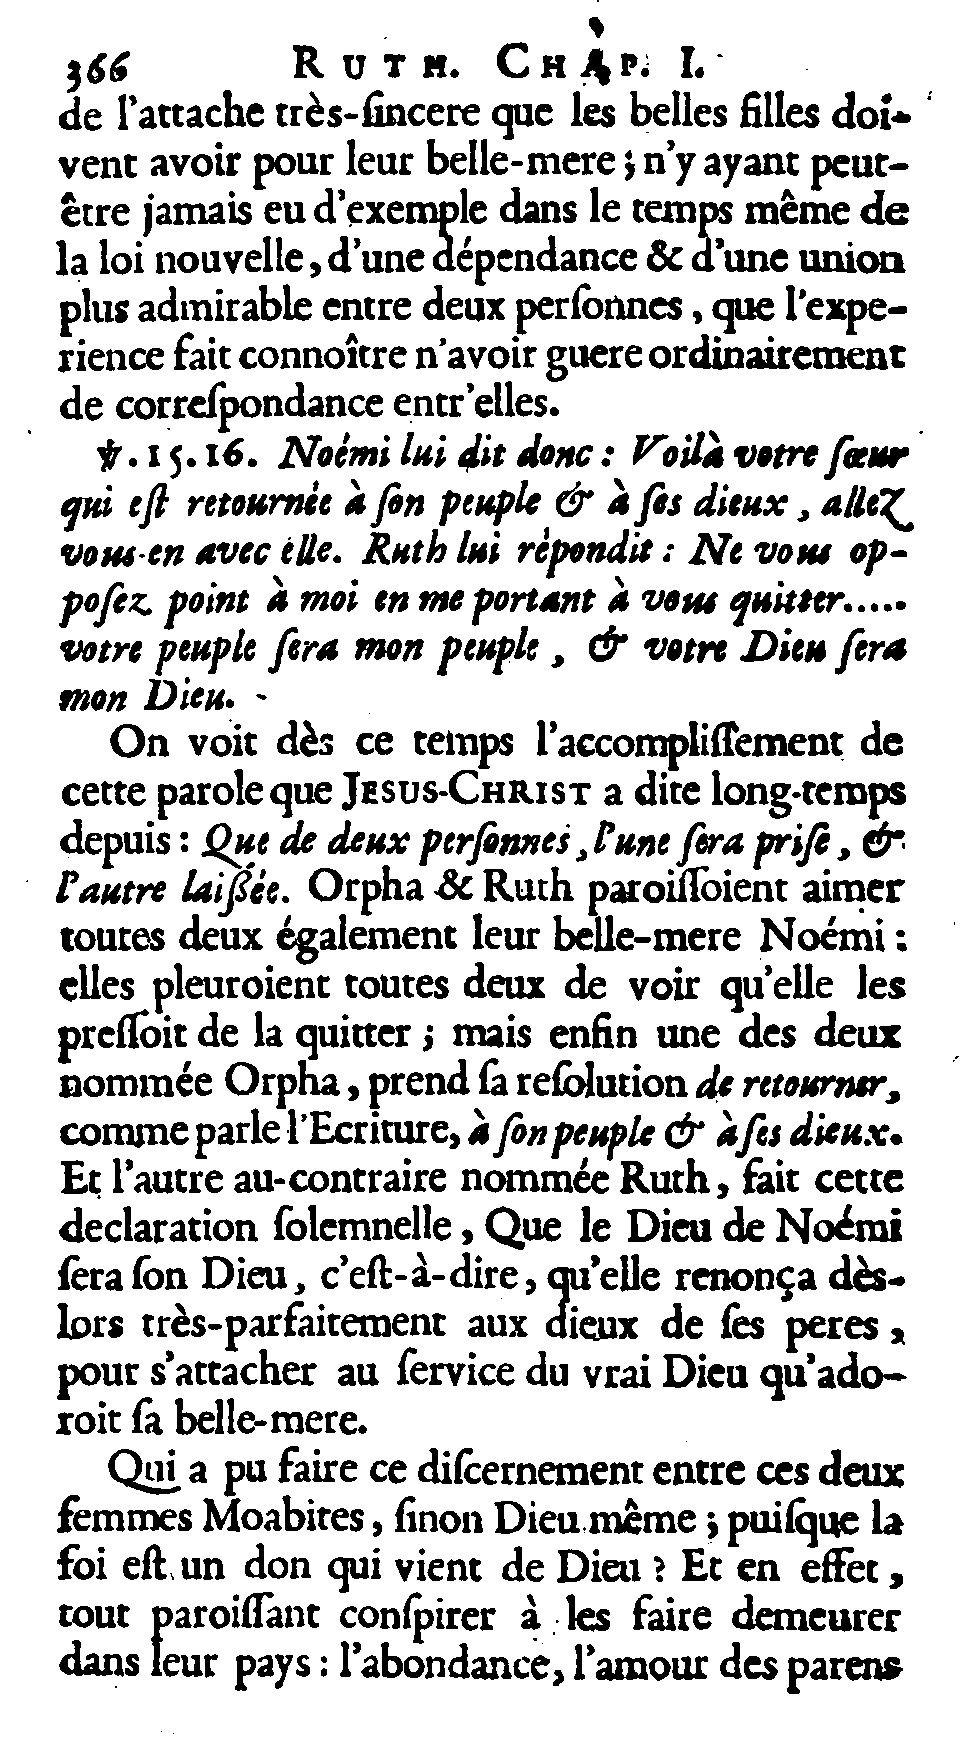 366 RUTH. CHAP. I.
de l'attache très-ſincere que les belles filles doi-
vent avoir pour leur belle-mere ; n'y ayant peut-
être jamais eu d'exemple dans le temps même de
la loi nouvelle, d'une dépendance & d'une union
plus admirable entre deux perſonnes, que l'expe-
rience fait connoître n'avoir guere ordinairement
de correſpondance entr'elles.
℣. 15. 16. Noémi lui dit donc : Voilà votre ſœur
qui eſt retournée à ſon peuple & à ſes dieux, allez
vous-en avec elle. Ruth lui répondit : Ne vous op-
poſez point à moi en me portant à vous quitter.....
votre peuple ſera mon peuple, & votre Dieu ſera
mon Dieu.
On voit dès ce temps l'accompliſſement de
cette parole que JESUS-CHRIST a dite long-temps
depuis : Que de deux perſonnes, l'une ſera priſe, &
l'autre laiſſée. Orpha & Ruth paroiſſoient aimer
toutes deux également leur belle-mere Noémi :
elles pleuroient toutes deux de voir qu'elle les
preſſoit de la quitter ; mais enfin une des deux
nommée Orpha, prend ſa reſolution de retourner,
comme parle l'Ecriture, à ſon peuple & à ſes dieux.
Et l'autre au-contraire nommée Ruth, fait cette
declaration ſolemnelle, Que le Dieu de Noémi
ſera ſon Dieu, c'eſt-à-dire, qu'elle renonça dès-
lors très-parfaitement aux dieux de ſes peres,
pour s'attacher au ſervice du vrai Dieu qu'ado-
roit ſa belle-mere.
Qui a pu faire ce diſcernement entre ces deux
femmes Moabites, ſinon Dieu même ; puiſque la
foi eſt un don qui vient de Dieu ? Et en effet,
tout paroiſſant conſpirer à les faire demeurer
dans leur pays : l'abondance, l'amour des parens